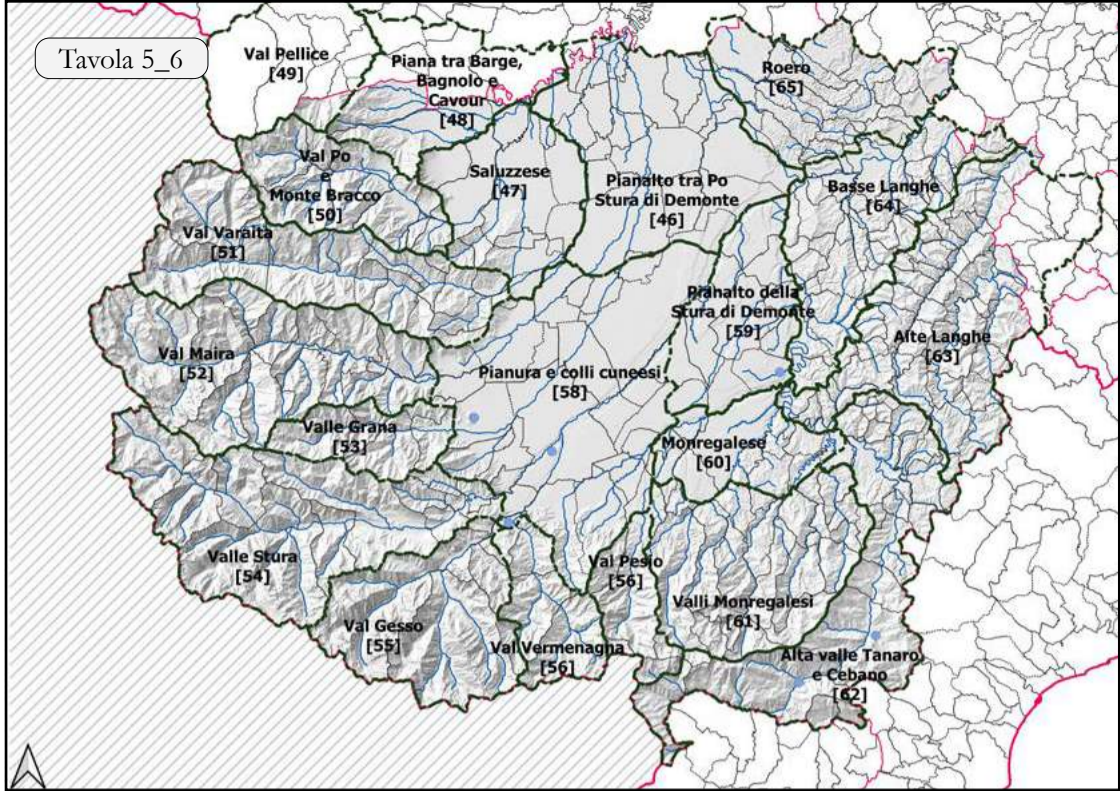 Tavola 5_6
Val Pellice
[49]
Piana tra Barge,
Bagnolo e
Cavour
[48]
Roero
[65]
Val Po
e
Monte Bracco
[50]
Saluzzese
[47]
Pianalto tra Po
Stura di Demonte
[46]
Basse Langhe
[64]
Val Varaita
[51]
Pianalto della
Stura di Demonte
[59]
Alte Langhe
[63]
Val Maira
[52]
Pianura e colli cuneesi
[58]
Valle Grana
[53]
Monregalese
[60]
Valle Stura
[54]
Val Pesio
[56]
Valli Monregalesi
[61]
Val Gesso
[55]
Val Vermenagna
[56]
Alta valle Tanaro
e Cebano
[62]